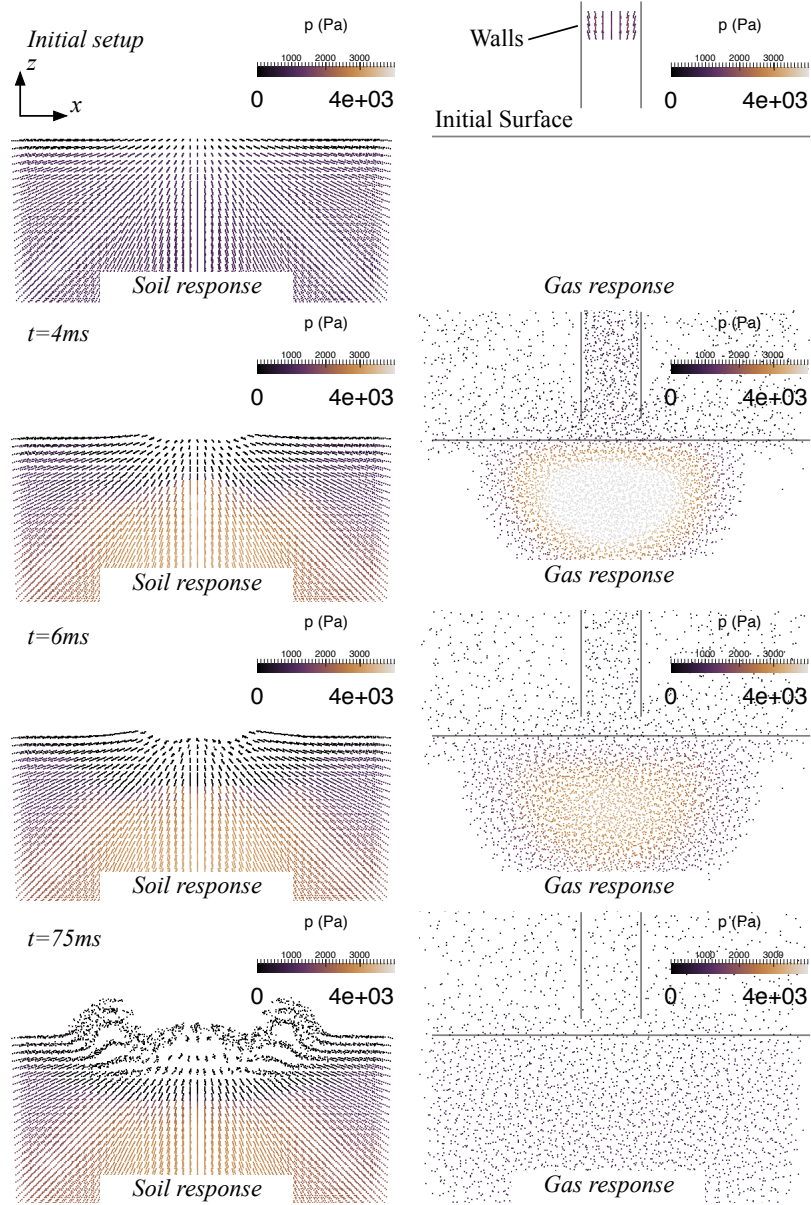 Initial setup
z
x
p (Pa)
1000 2000 3000
0 4e+03
Soil response
Walls
p (Pa)
1000 2000 3000
0 4e+03
Initial Surface
Gas response
t=4ms
p (Pa)
1000 2000 3000
0 4e+03
Soil response
p (Pa)
1000 2000 3000
0 4e+03
Gas response
t=6ms
p (Pa)
1000 2000 3000
0 4e+03
Soil response
p (Pa)
1000 2000 3000
0 4e+03
Gas response
t=75ms
p (Pa)
1000 2000 3000
0 4e+03
Soil response
p (Pa)
1000 2000 3000
0 4e+03
Gas response